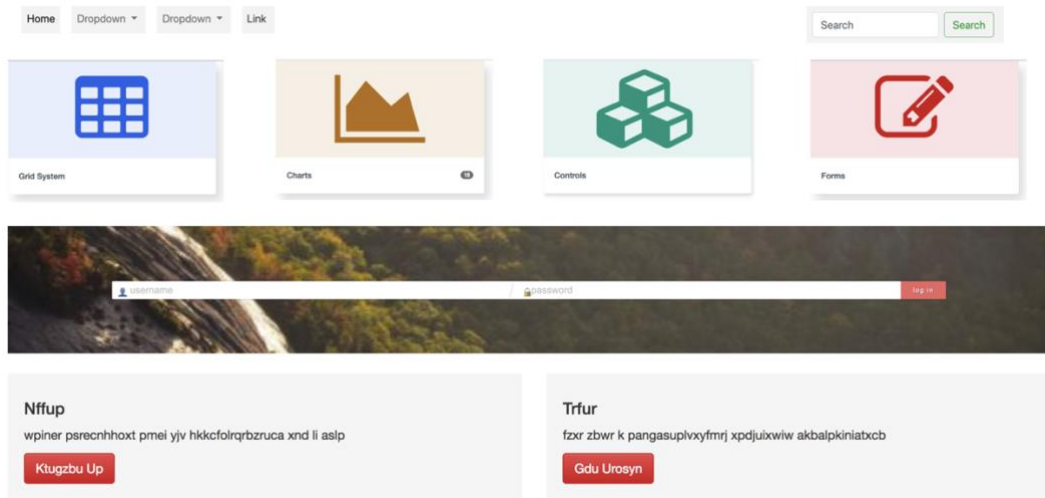 Home Dropdown Dropdown Link Search Search
Grid System Charts 16 Controls Forms
username password log in
Nffup Trfur
wpiner psrecnhhoxt pmei yjv hkkcfolrqrbzruca xnd li aslp fzxr zbwr k pangasuplvxyfmrj xpdjuixwiw akbalpkiniatxcb
Ktugzbu Up Gdu Urosyn